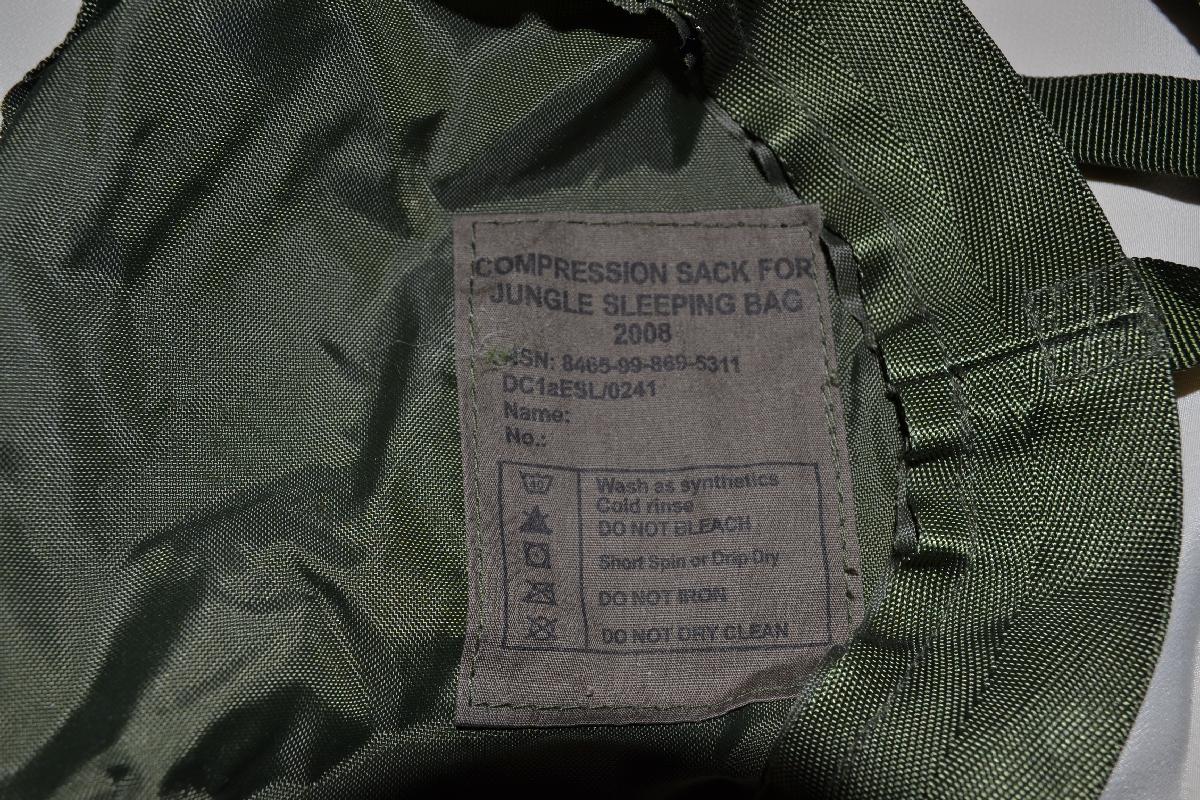 COMPRESSION SACK FOR
JUNGLE SLEEPING BAG
2008
NSN: 8465-99-869-5311
DC1aESL/0241
Name:
No.:
40
Wash as synthetics
Cold rinse
DO NOT BLEACH
Short Spin or Drip Dry
DO NOT IRON
DO NOT DRY CLEAN